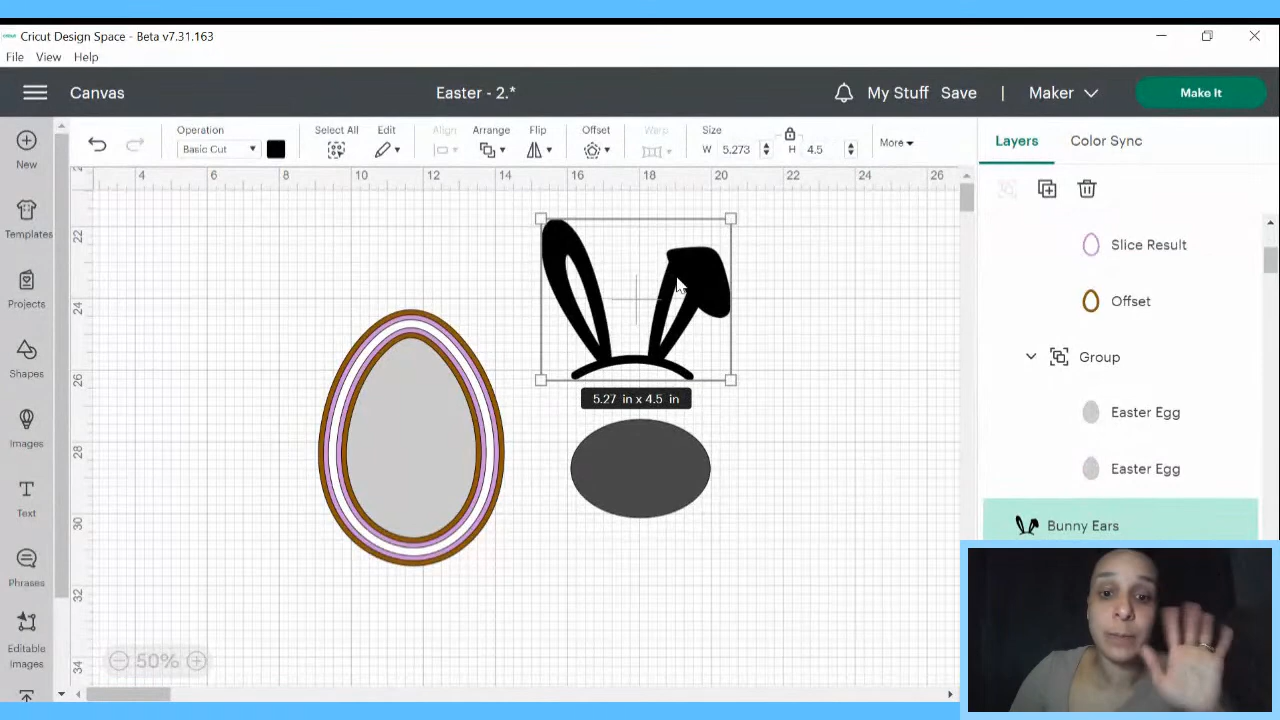 Cricut Design Space - Beta v7.31.163
File View Help
Canvas
Easter - 2.*
My Stuff Save | Maker
Make It
New
Templates
Projects
Shapes
Images
Text
Phrases
Editable
Images
Operation
Basic Cut
Select All
Edit
Align
Arrange
Flip
Offset
Warp
Size
W 5.273
H 4.5
More
4 6 8 10 12 14 16 18 20 22 24 26
22
24
26
28
30
32
34
5.27 in x 4.5 in
50%
Layers Color Sync
Slice Result
Offset
Group
Easter Egg
Easter Egg
Bunny Ears